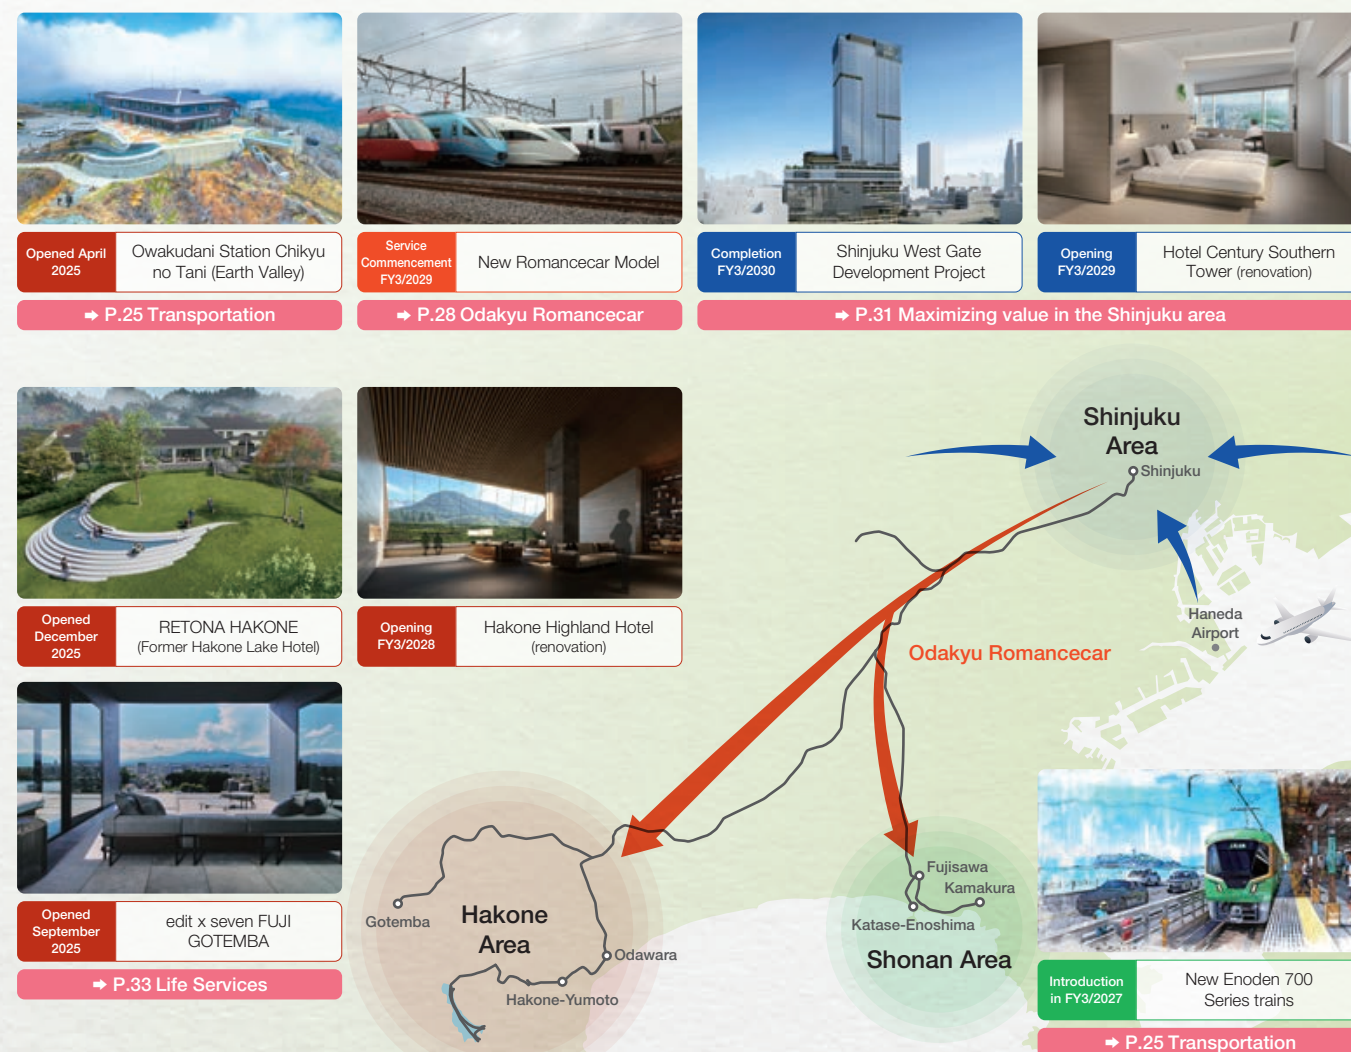 Opened April
2025
Owakudani Station Chikyu
no Tani (Earth Valley)
➡ P.25 Transportation
Service
Commencement
FY3/2029
New Romancecar Model
➡ P.28 Odakyu Romancecar
Completion
FY3/2030
Shinjuku West Gate
Development Project
Opening
FY3/2029
Hotel Century Southern
Tower (renovation)
➡ P.31 Maximizing value in the Shinjuku area
Opened
December
2025
RETONA HAKONE
(Former Hakone Lake Hotel)
Opening
FY3/2028
Hakone Highland Hotel
(renovation)
Opened
September
2025
edit x seven FUJI
GOTEMBA
➡ P.33 Life Services
Shinjuku
Area
Shinjuku
Haneda
Airport
Odakyu Romancecar
Gotemba
Hakone
Area
Odawara
Hakone-Yumoto
Fujisawa
Kamakura
Katase-Enoshima
Shonan Area
Introduction
in FY3/2027
New Enoden 700
Series trains
➡ P.25 Transportation